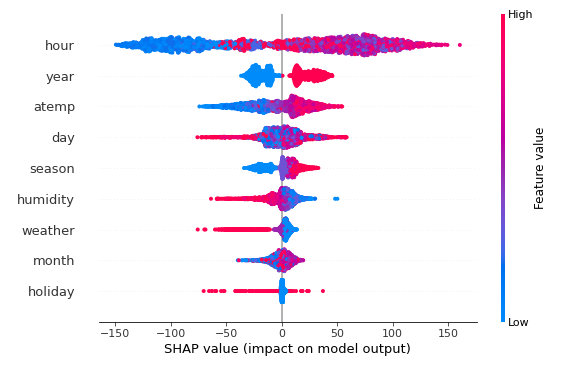 High
hour
year
atemp
day
season
humidity
weather
month
holiday
Feature value
Low
−150 −100 −50 0 50 100 150
SHAP value (impact on model output)